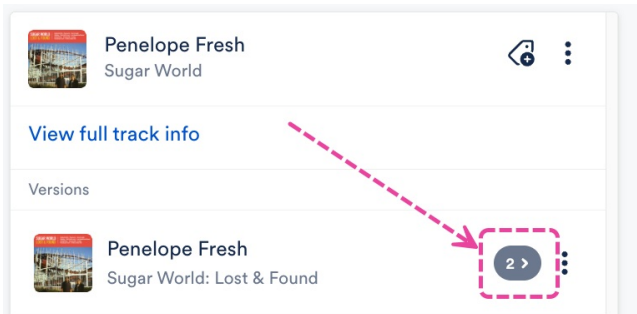 Penelope Fresh
Sugar World
View full track info
Versions
Penelope Fresh
Sugar World: Lost & Found
2 >